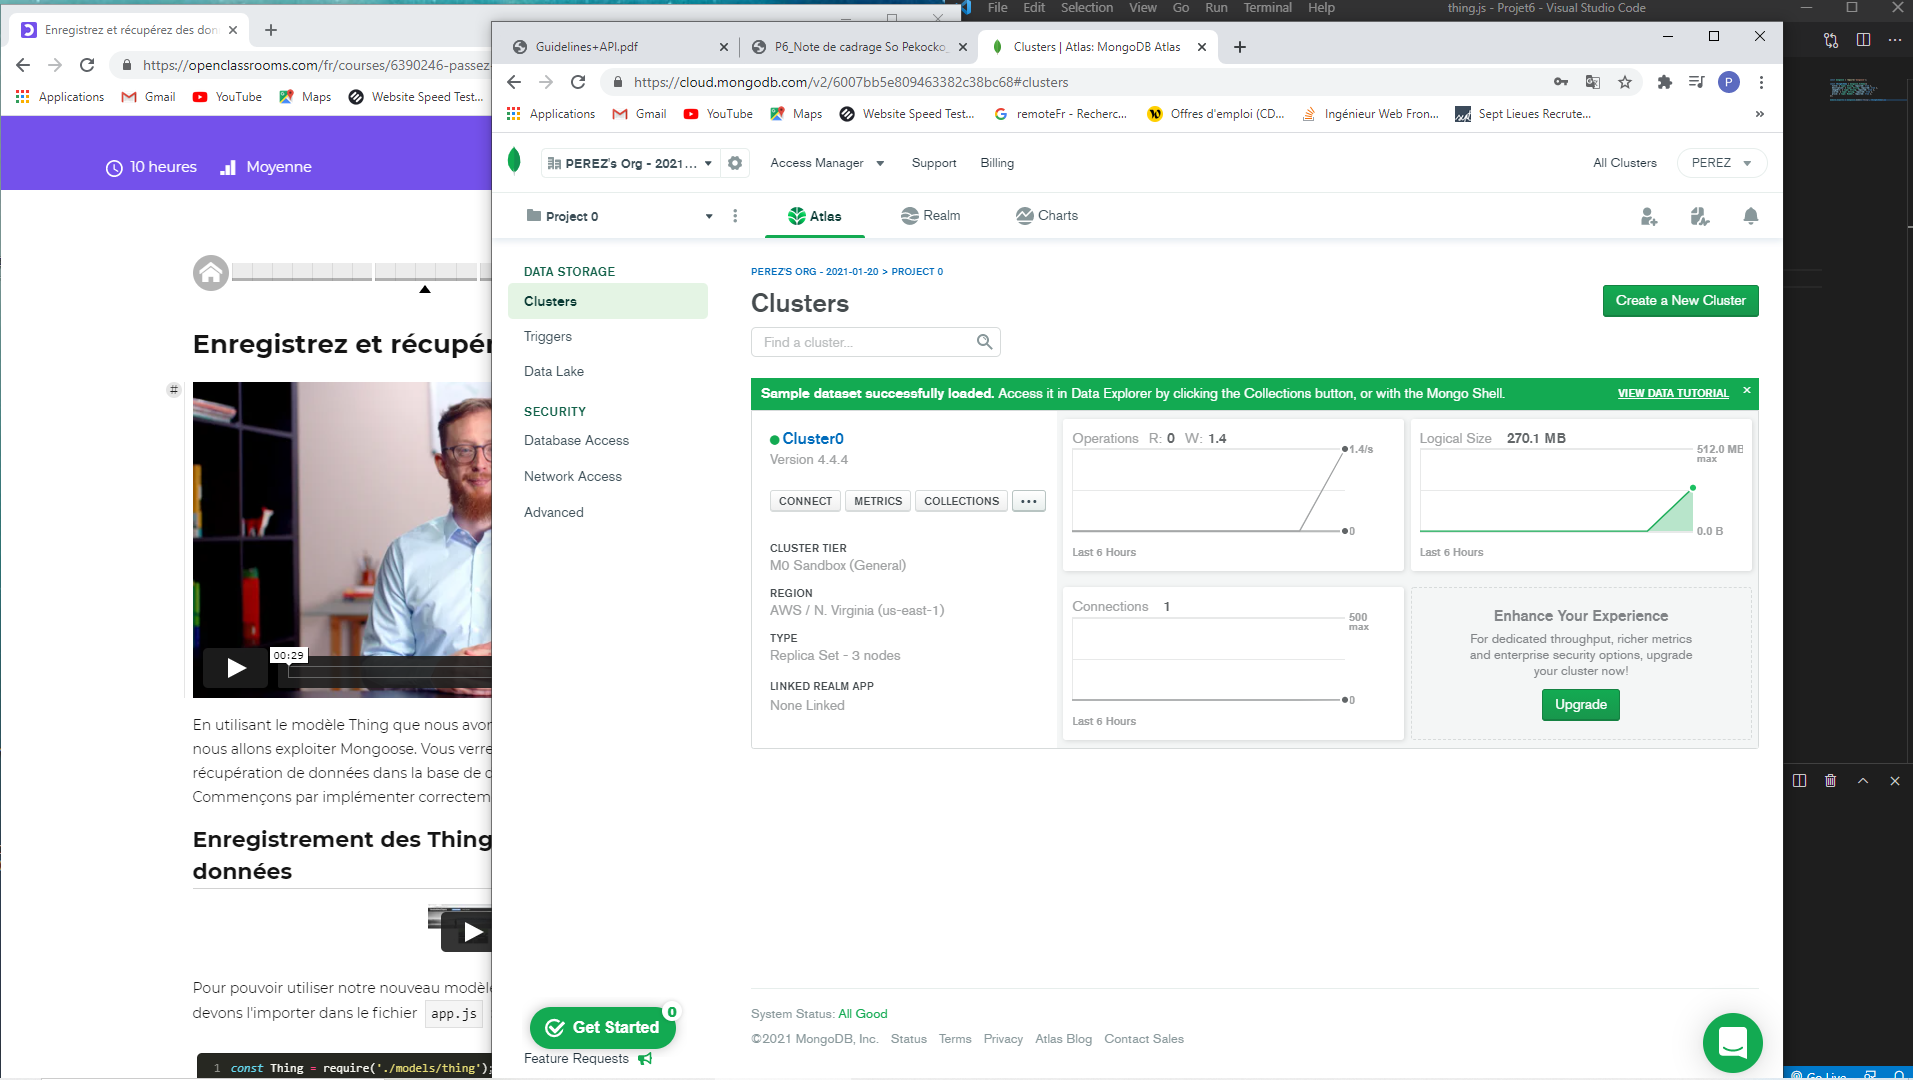 File Edit Selection View Go Run Terminal Help
thing.js - Projet6 - Visual Studio Code
Enregistrez et récupérez des don
https://openclassrooms.com/fr/courses/6390246-passez
Applications Gmail YouTube Maps Website Speed Test...
10 heures Moyenne
Enregistrez et récupér
#
00:29
En utilisant le modèle Thing que nous avor
nous allons exploiter Mongoose. Vous verre
récupération de données dans la base de
Commençons par implémenter correctem
Enregistrement des Thing
données
Pour pouvoir utiliser notre nouveau modèle
devons l'importer dans le fichier app.js
1 const Thing = require('./models/thing');
Guidelines+API.pdf
P6_Note de cadrage So Pekocko_
Clusters | Atlas: MongoDB Atlas
https://cloud.mongodb.com/v2/6007bb5e809463382c38bc68#clusters
P
Applications Gmail YouTube Maps Website Speed Test... remoteFr - Recherc... Offres d'emploi (CD... Ingénieur Web Fron... Sept Lieues Recrute... »
PEREZ's Org - 2021... Access Manager Support Billing All Clusters PEREZ
Project 0 Atlas Realm Charts
DATA STORAGE
Clusters
Triggers
Data Lake
SECURITY
Database Access
Network Access
Advanced
PEREZ'S ORG - 2021-01-20 > PROJECT 0
Clusters
Create a New Cluster
Find a cluster...
Sample dataset successfully loaded. Access it in Data Explorer by clicking the Collections button, or with the Mongo Shell. VIEW DATA TUTORIAL
Cluster0
Version 4.4.4
CONNECT METRICS COLLECTIONS ...
CLUSTER TIER
M0 Sandbox (General)
REGION
AWS / N. Virginia (us-east-1)
TYPE
Replica Set - 3 nodes
LINKED REALM APP
None Linked
Operations R: 0 W: 1.4
1.4/s
0
Last 6 Hours
Logical Size 270.1 MB
512.0 MB
max
0.0 B
Last 6 Hours
Connections 1
500
max
0
Last 6 Hours
Enhance Your Experience
For dedicated throughput, richer metrics
and enterprise security options, upgrade
your cluster now!
Upgrade
System Status: All Good
©2021 MongoDB, Inc. Status Terms Privacy Atlas Blog Contact Sales
Get Started
0
Feature Requests
Go Live